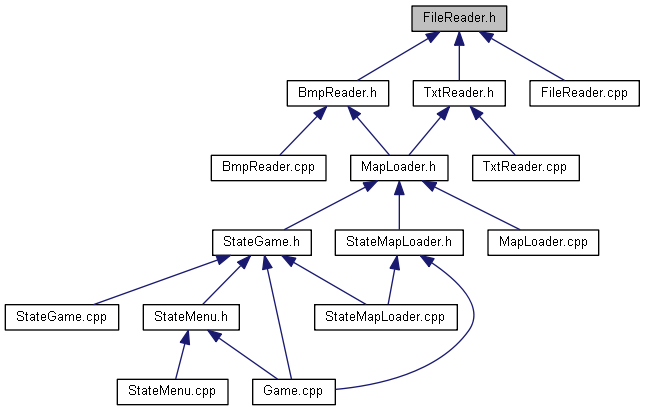 FileReader.h
BmpReader.h
TxtReader.h
FileReader.cpp
BmpReader.cpp
MapLoader.h
TxtReader.cpp
StateGame.h
StateMapLoader.h
MapLoader.cpp
StateGame.cpp
StateMenu.h
StateMapLoader.cpp
StateMenu.cpp
Game.cpp